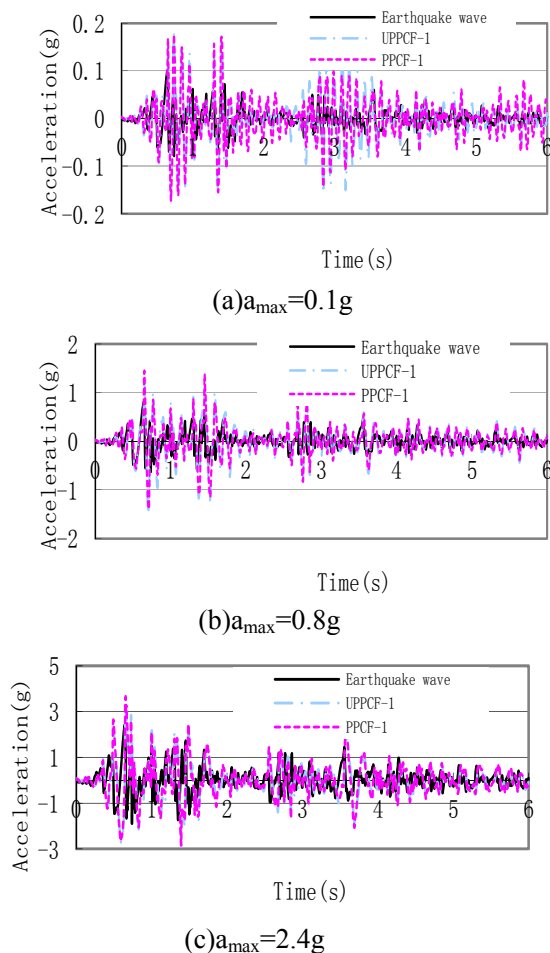 Acceleration(g)
0.2
0.1
0
-0.1
-0.2
Earthquake wave
UPPCF-1
PPCF-1
0 1 2 3 4 5 6
Time(s)
(a)amax=0.1g
Acceleration(g)
2
1
0
-1
-2
Earthquake wave
UPPCF-1
PPCF-1
0 1 2 3 4 5 6
Time(s)
(b)amax=0.8g
Acceleration(g)
5
3
1
-1
-3
Earthquake wave
UPPCF-1
PPCF-1
0 1 2 3 4 5 6
Time(s)
(c)amax=2.4g